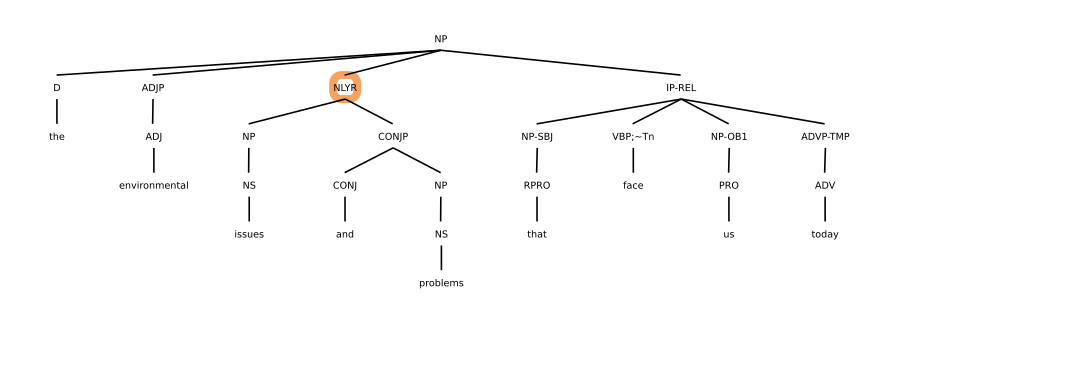 NP
D ADJP NLYR IP-REL
the ADJ NP CONJP NP-SBJ VBP;~Tn NP-OB1 ADVP-TMP
environmental NS CONJ NP RPRO face PRO ADV
issues and NS that us today
problems